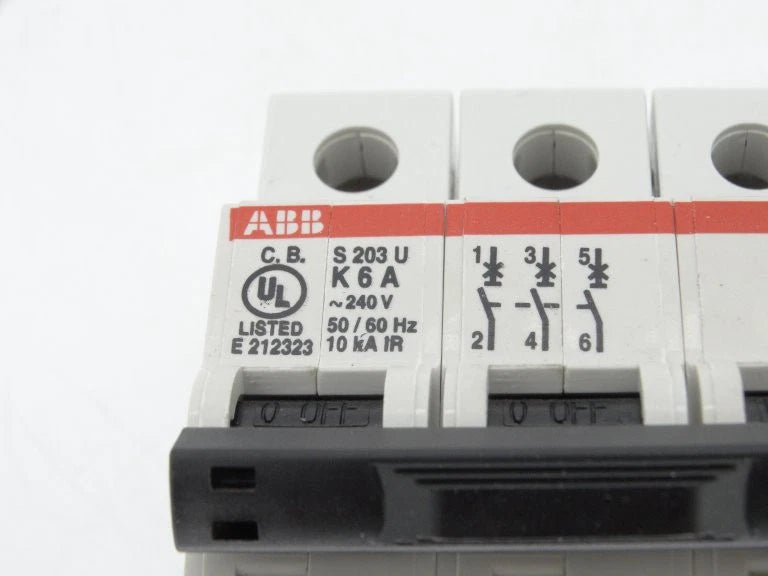 ABB
C. B.
UL
LISTED
E 212323
S 203 U
K 6 A
~ 240 V
50 / 60 Hz
10 kA IR
1 3 5
2 4 6
0 OFF 0 OFF